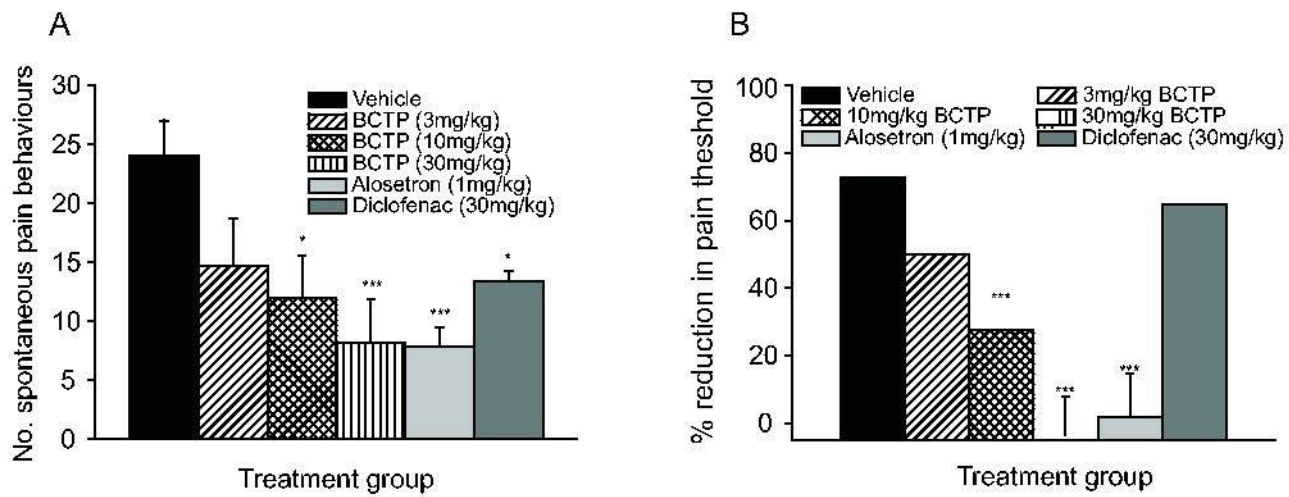 A
No. spontaneous pain behaviours
30
25
20
15
10
5
0
Vehicle
BCTP (3mg/kg)
BCTP (10mg/kg)
BCTP (30mg/kg)
Alosetron (1mg/kg)
Diclofenac (30mg/kg)
*
***
***
*
Treatment group
B
% reduction in pain theshold
100
80
60
40
20
0
Vehicle 3mg/kg BCTP
10mg/kg BCTP 30mg/kg BCTP
Alosetron (1mg/kg) Diclofenac (30mg/kg)
***
***
***
Treatment group